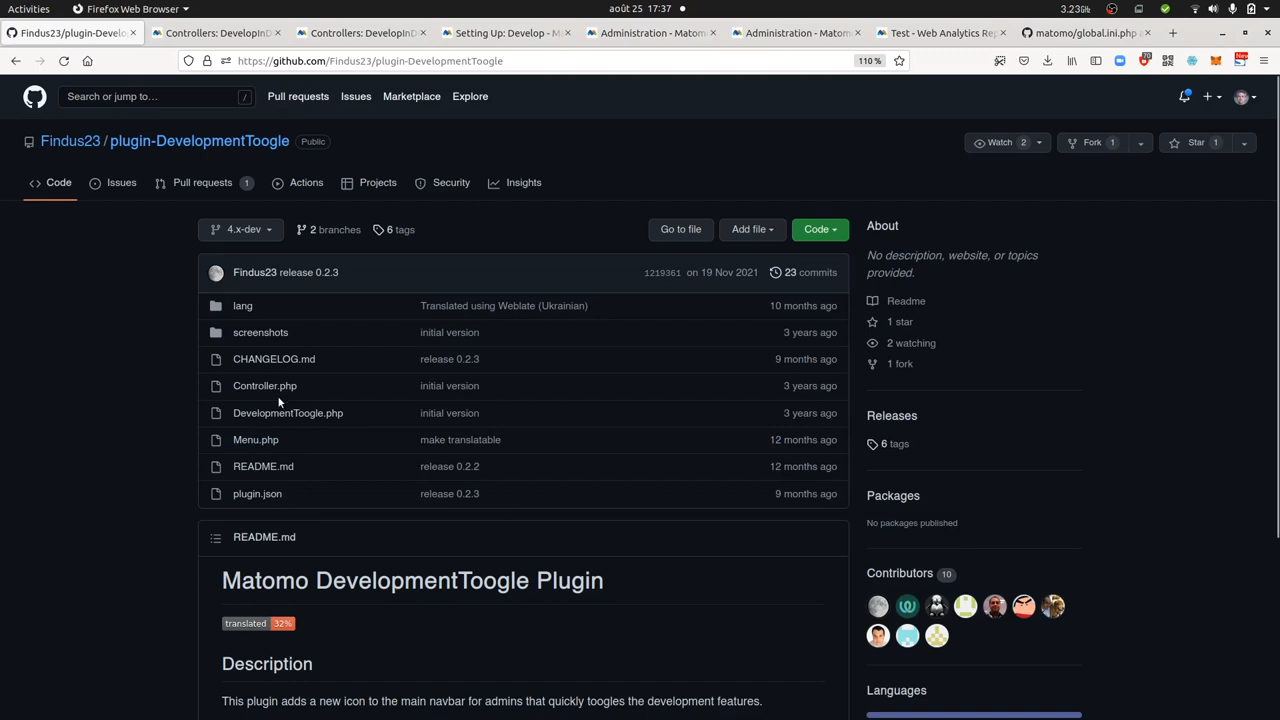 Activities Firefox Web Browser août 25 17:37 3.23GiB
Findus23/plugin-Develo Controllers: DevelopInD Controllers: DevelopInD Setting Up: Develop - M Administration - Matomo Administration - Matomo Test - Web Analytics Rep matomo/global.ini.php a
https://github.com/Findus23/plugin-DevelopmentToogle 110 % 70 New
Search or jump to… / Pull requests Issues Marketplace Explore
Findus23 / plugin-DevelopmentToogle Public Watch 2 Fork 1 Star 1
Code Issues Pull requests 1 Actions Projects Security Insights
4.x-dev 2 branches 6 tags Go to file Add file Code
Findus23 release 0.2.3 1219361 on 19 Nov 2021 23 commits
lang Translated using Weblate (Ukrainian) 10 months ago
screenshots initial version 3 years ago
CHANGELOG.md release 0.2.3 9 months ago
Controller.php initial version 3 years ago
DevelopmentToogle.php initial version 3 years ago
Menu.php make translatable 12 months ago
README.md release 0.2.2 12 months ago
plugin.json release 0.2.3 9 months ago
README.md
Matomo DevelopmentToogle Plugin
translated 32%
Description
This plugin adds a new icon to the main navbar for admins that quickly toogles the development features.
About
No description, website, or topics
provided.
Readme
1 star
2 watching
1 fork
Releases
6 tags
Packages
No packages published
Contributors 10
Languages